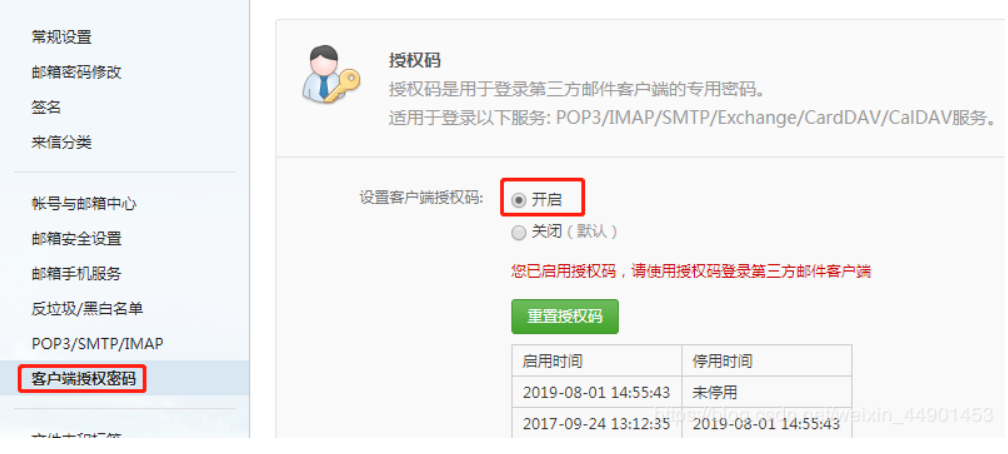 常规设置
邮箱密码修改
签名
来信分类
帐号与邮箱中心
邮箱安全设置
邮箱手机服务
反垃圾/黑白名单
POP3/SMTP/IMAP
客户端授权密码
授权码
授权码是用于登录第三方邮件客户端的专用密码。
适用于登录以下服务: POP3/IMAP/SMTP/Exchange/CardDAV/CalDAV服务。
设置客户端授权码: 开启
关闭(默认)
您已启用授权码，请使用授权码登录第三方邮件客户端
重置授权码
启用时间 停用时间
2019-08-01 14:55:43 未停用
https://blog.csdn.net/weixin_44901453
2017-09-24 13:12:35 2019-08-01 14:55:43